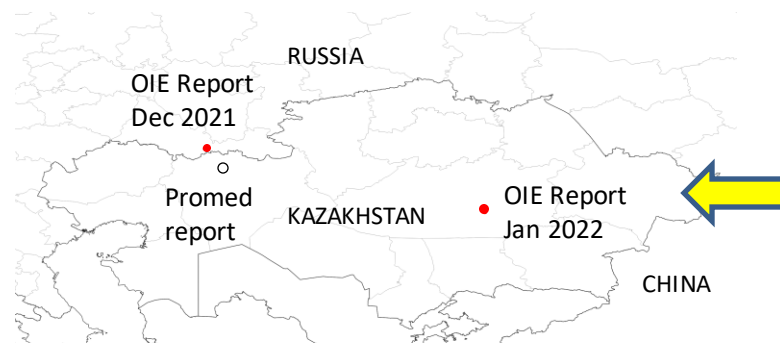 RUSSIA
OIE Report
Dec 2021
Promed
report
KAZAKHSTAN
OIE Report
Jan 2022
CHINA